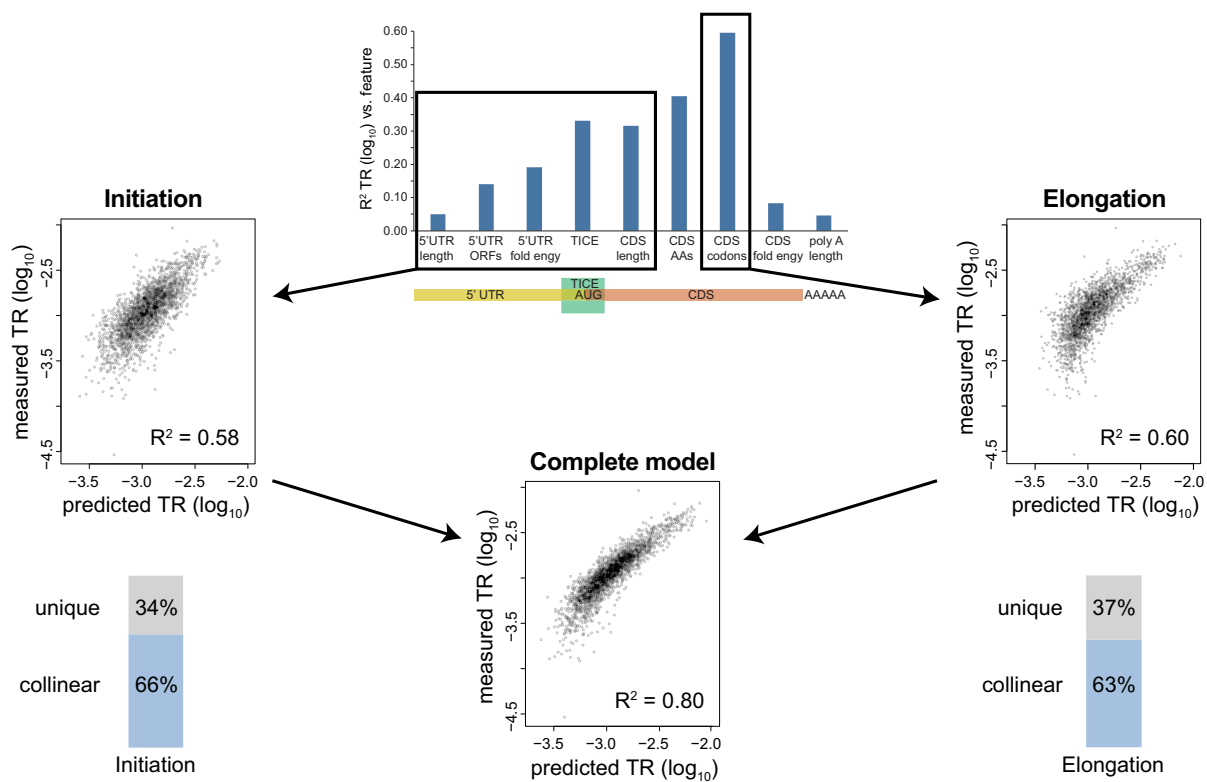 R² TR (log₁₀) vs. feature
0.60
0.50
0.40
0.30
0.20
0.10
0.00
5'UTR length
5'UTR ORFs
5'UTR fold engy
TICE
CDS length
CDS AAs
CDS codons
CDS fold engy
poly A length
TICE
5' UTR
AUG
CDS
AAAAA
Initiation
measured TR (log₁₀)
−2.5
−3.5
−4.5
R² = 0.58
−3.5 −3.0 −2.5 −2.0
predicted TR (log₁₀)
Elongation
measured TR (log₁₀)
−2.5
−3.5
−4.5
R² = 0.60
−3.5 −3.0 −2.5 −2.0
predicted TR (log₁₀)
Complete model
measured TR (log₁₀)
−2.5
−3.5
−4.5
R² = 0.80
−3.5 −3.0 −2.5 −2.0
predicted TR (log₁₀)
unique 34%
collinear 66%
Initiation
unique 37%
collinear 63%
Elongation